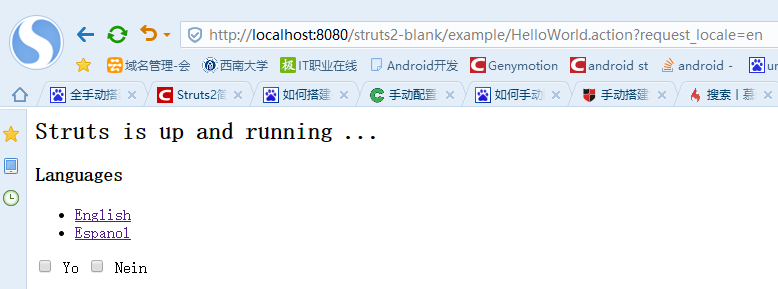 http://localhost:8080/struts2-blank/example/HelloWorld.action?request_locale=en
域名管理-会 西南大学 IT职业在线 Android开发 Genymotion android st android - ur
全手动搭建 Struts2简 如何搭建 手动配置 如何手动 手动搭建 搜索丨慕
Struts is up and running ...
Languages
English
Espanol
Yo Nein